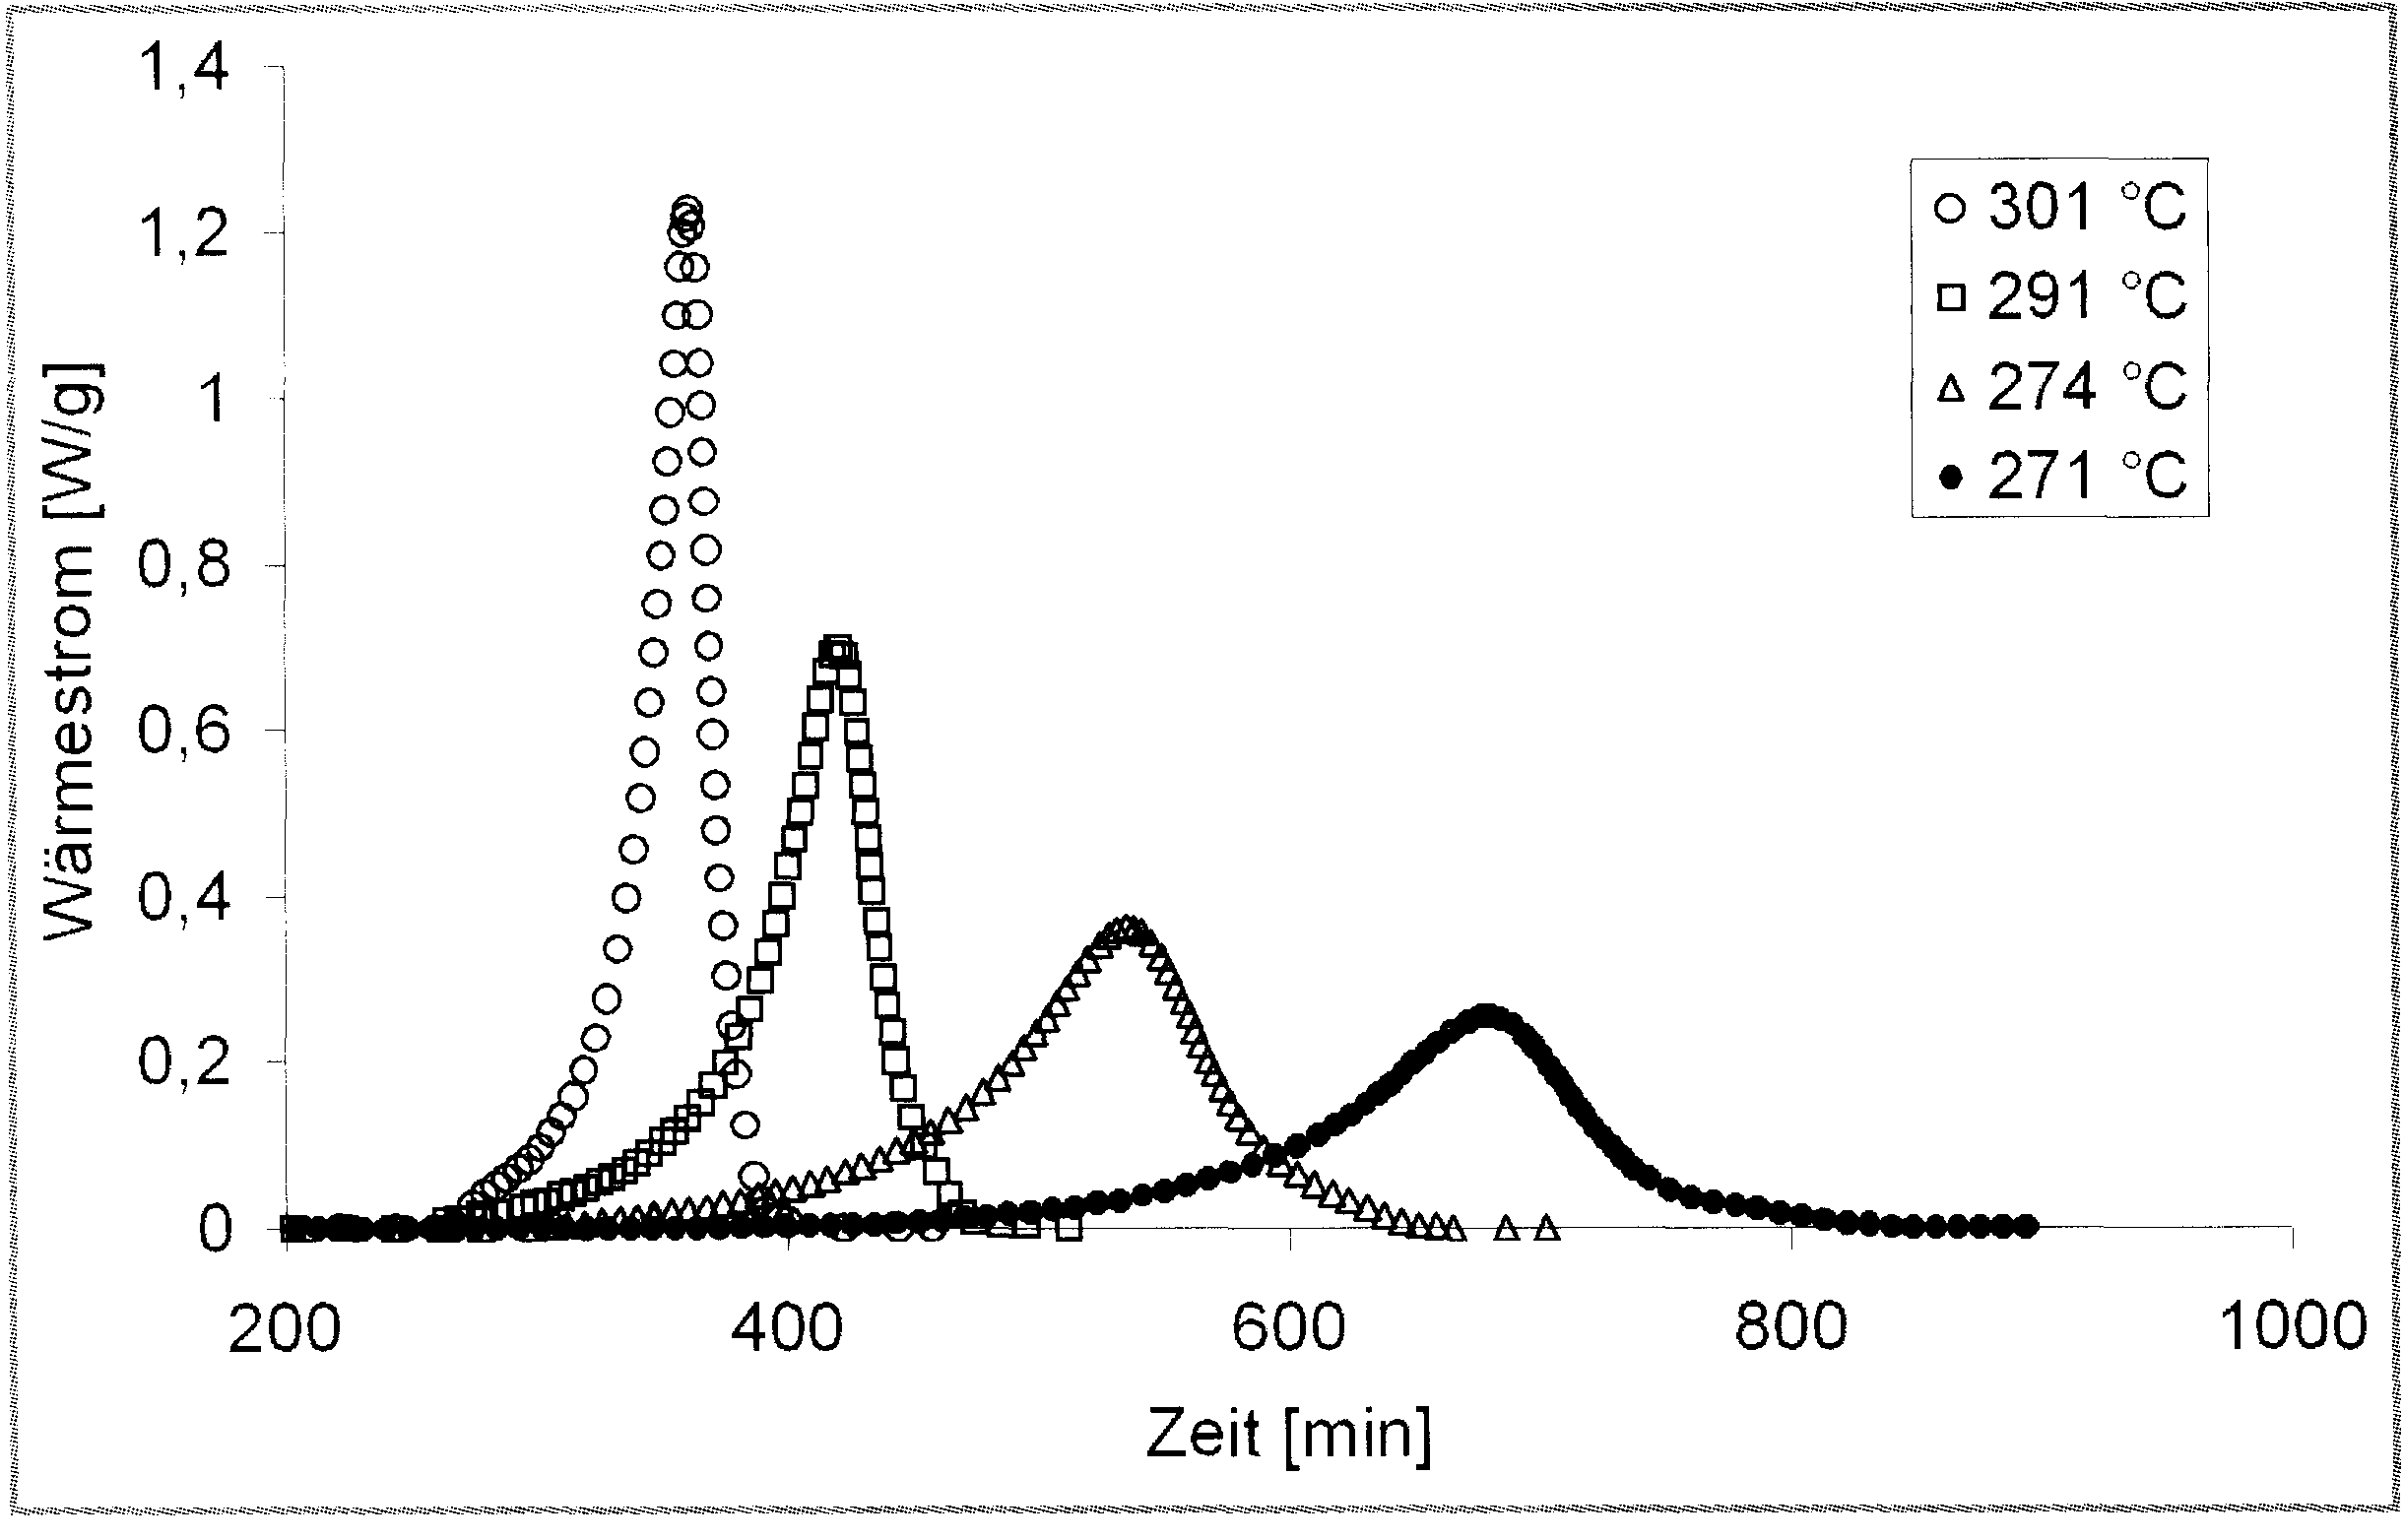 1,4
1,2
1
0,8
0,6
0,4
0,2
0
Wärmestrom [W/g]
301 °C
291 °C
274 °C
271 °C
200 400 600 800 1000
Zeit [min]